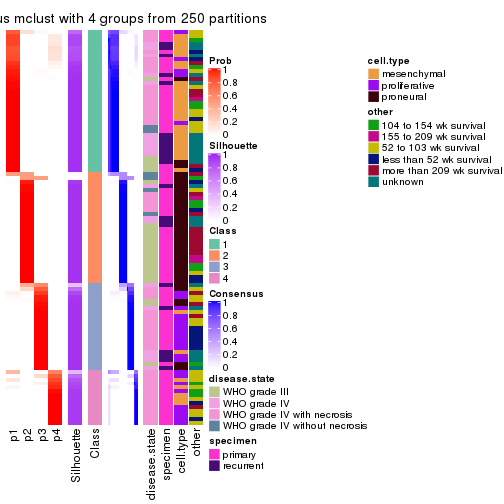 us mclust with 4 groups from 250 partitions
Prob
1
0.8
0.6
0.4
0.2
0
Silhouette
1
0.8
0.6
0.4
0.2
0
Class
1
2
3
4
Consensus
1
0.8
0.6
0.4
0.2
0
disease.state
WHO grade III
WHO grade IV
WHO grade IV with necrosis
WHO grade IV without necrosis
specimen
primary
recurrent
cell.type
mesenchymal
proliferative
proneural
other
104 to 154 wk survival
155 to 209 wk survival
52 to 103 wk survival
less than 52 wk survival
more than 209 wk survival
unknown
p1
p2
p3
p4
Silhouette
Class
disease.state
specimen
cell.type
other